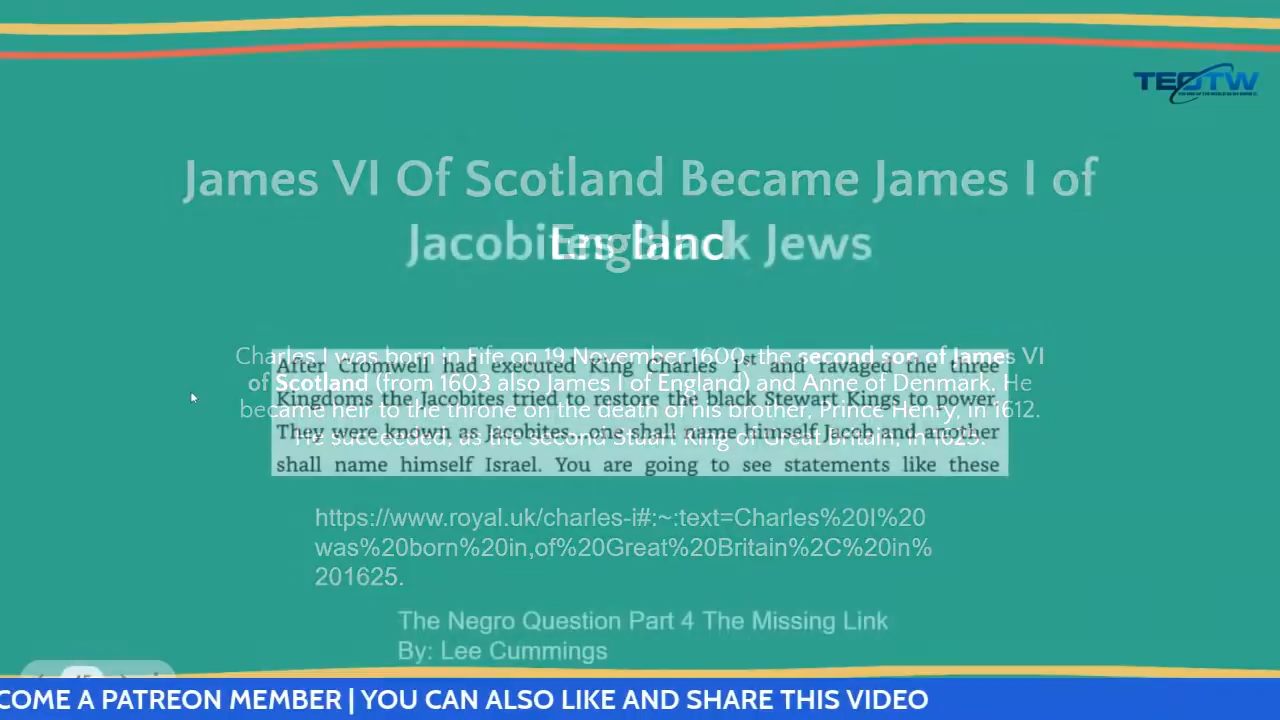 TEOTW
James VI Of Scotland Became James I of
England
Jacobites Black Jews
Charles I was born in Fife on 19 November 1600, the second son of James VI
of Scotland (from 1603 also James I of England) and Anne of Denmark. He
became heir to the throne on the death of his brother, Prince Henry, in 1612.
He succeeded, as the second Stuart King of Great Britain, in 1625.
After Cromwell had executed King Charles 1st and ravaged the three
Kingdoms the Jacobites tried to restore the black Stewart Kings to power.
They were known as Jacobites...one shall name himself Jacob and another
shall name himself Israel. You are going to see statements like these
https://www.royal.uk/charles-i#:~:text=Charles%20I%20
was%20born%20in,of%20Great%20Britain%2C%20in%
201625.
The Negro Question Part 4 The Missing Link
By: Lee Cummings
COME A PATREON MEMBER | YOU CAN ALSO LIKE AND SHARE THIS VIDEO